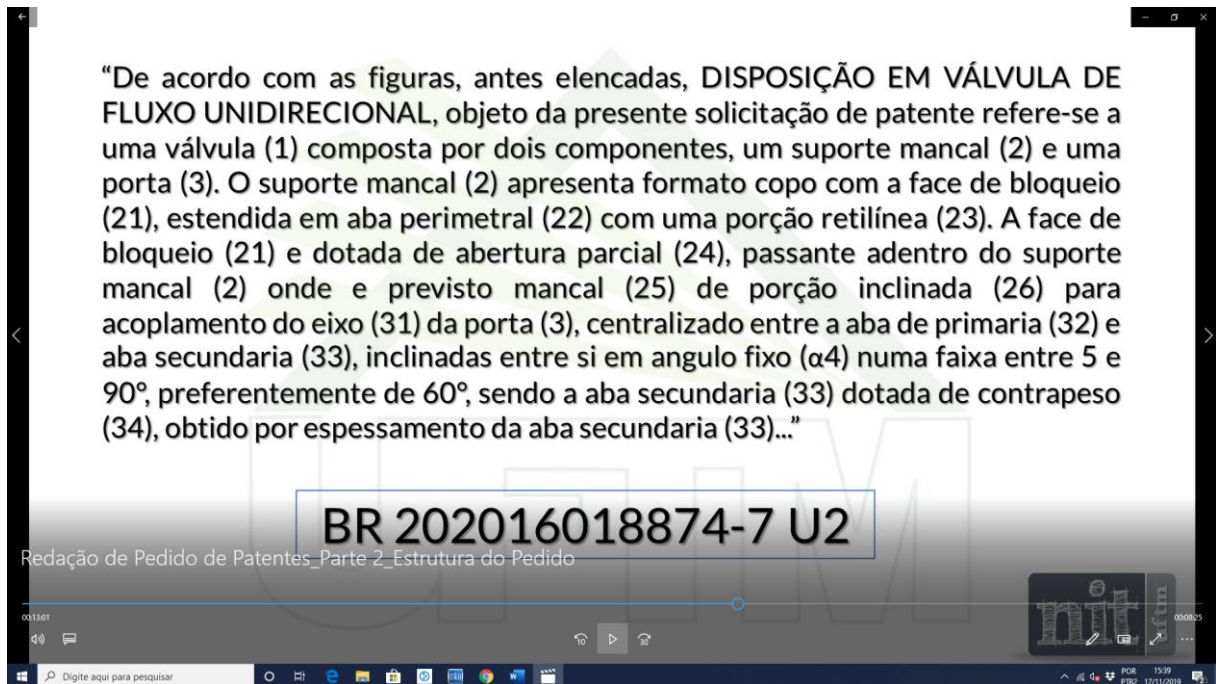 “De acordo com as figuras, antes elencadas, DISPOSIÇÃO EM VÁLVULA DE
FLUXO UNIDIRECIONAL, objeto da presente solicitação de patente refere-se a
uma válvula (1) composta por dois componentes, um suporte mancal (2) e uma
porta (3). O suporte mancal (2) apresenta formato copo com a face de bloqueio
(21), estendida em aba perimetral (22) com uma porção retilínea (23). A face de
bloqueio (21) e dotada de abertura parcial (24), passante adentro do suporte
mancal (2) onde e previsto mancal (25) de porção inclinada (26) para
acoplamento do eixo (31) da porta (3), centralizado entre a aba de primaria (32) e
aba secundaria (33), inclinadas entre si em angulo fixo (α4) numa faixa entre 5 e
90°, preferentemente de 60°, sendo a aba secundaria (33) dotada de contrapeso
(34), obtido por espessamento da aba secundaria (33)...”
UFTM
BR 202016018874-7 U2
Redação de Pedido de Patentes_Parte 2_Estrutura do Pedido
nit uftm
00:13:01
00:08:25
10
30
Digite aqui para pesquisar
POR 15:39
PTB2 17/11/2019